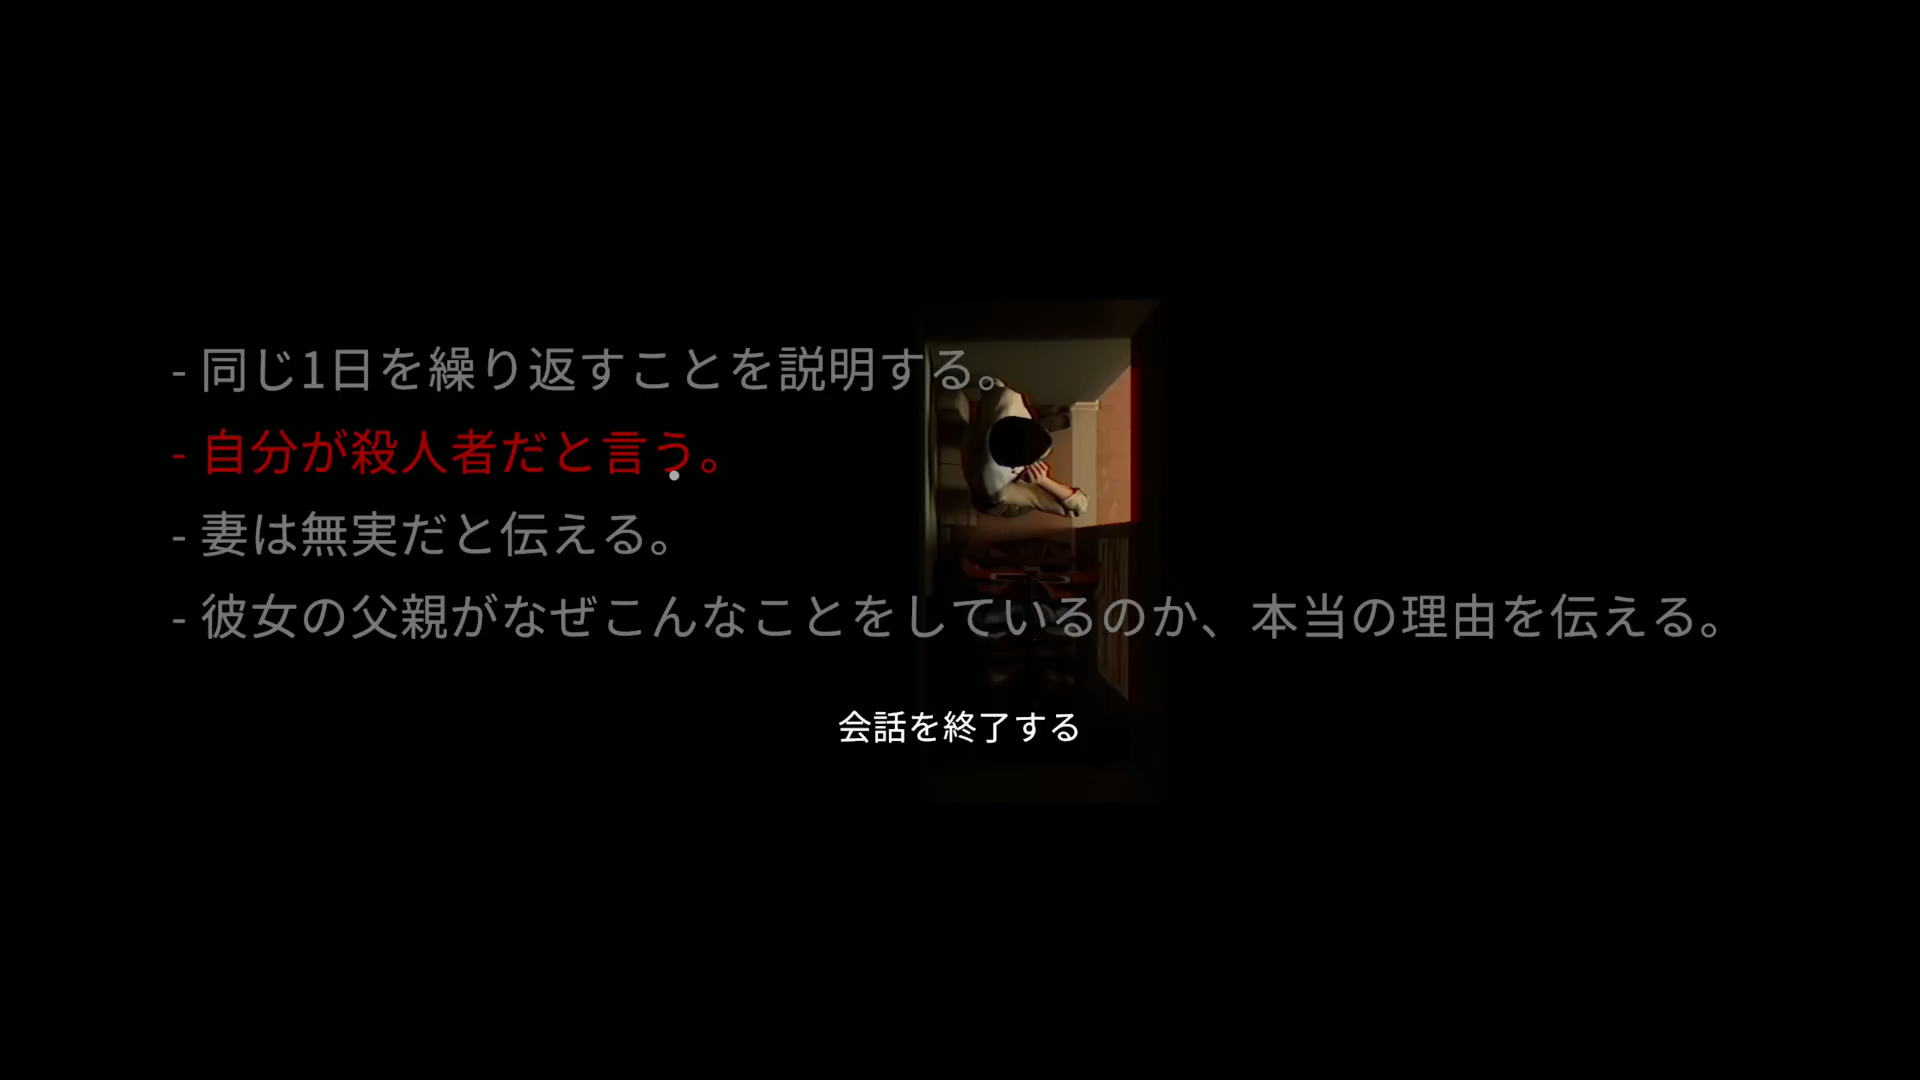 - 同じ1日を繰り返すことを説明する。
- 自分が殺人者だと言う。
- 妻は無実だと伝える。
- 彼女の父親がなぜこんなことをしているのか、本当の理由を伝える。
会話を終了する